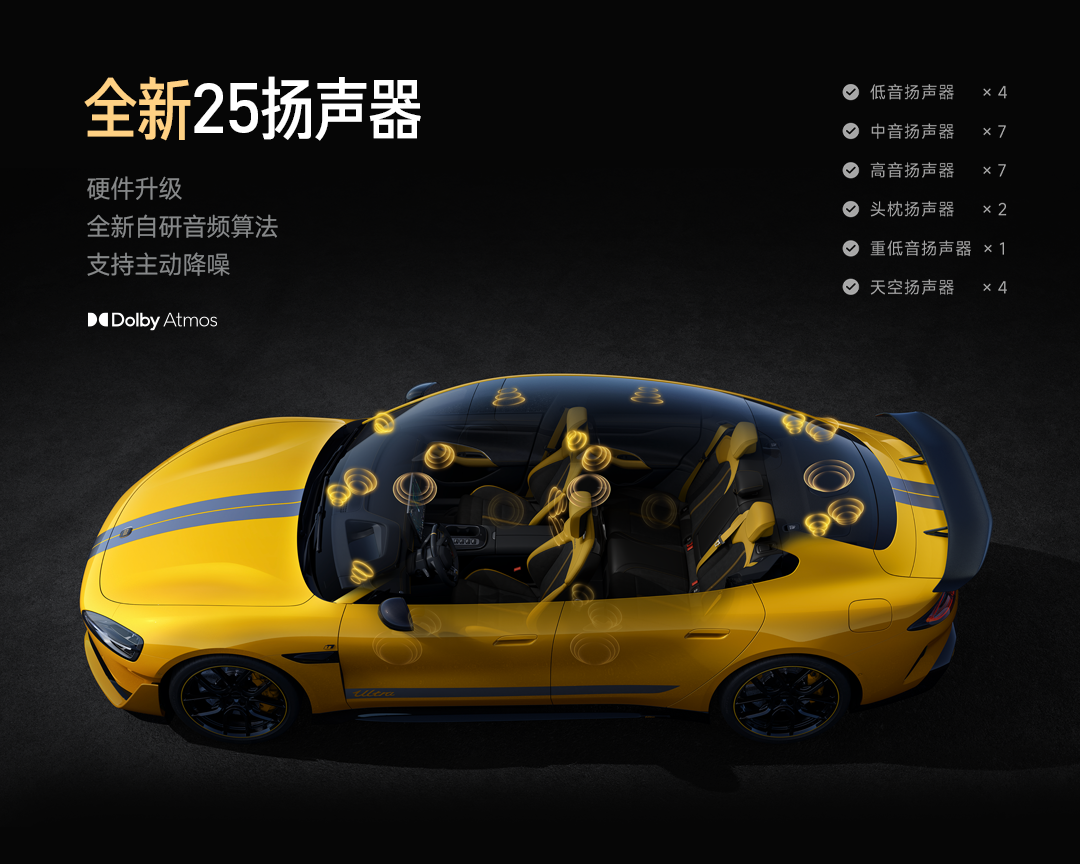 全新25扬声器
硬件升级
全新自研音频算法
支持主动降噪
Dolby Atmos
低音扬声器 × 4
中音扬声器 × 7
高音扬声器 × 7
头枕扬声器 × 2
重低音扬声器 × 1
天空扬声器 × 4
Ultra